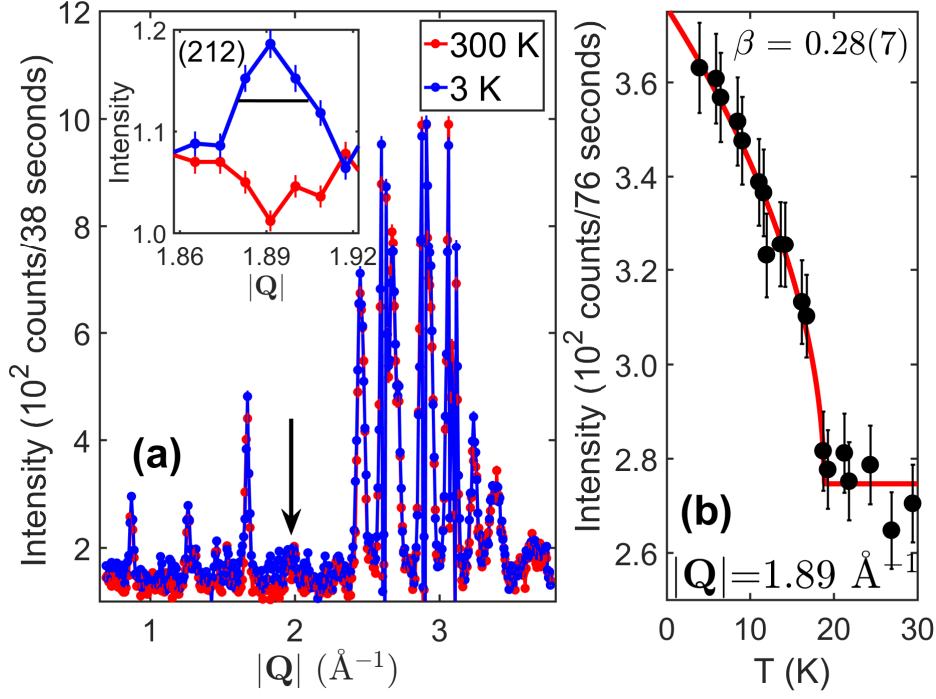 Intensity (10² counts/38 seconds)
10
8
6
4
2
1
2
3
|Q| (Å⁻¹)
(a)
300 K
3 K
(212)
Intensity
1.2
1.1
1.0
1.86
1.89
1.92
|Q|
Intensity (10² counts/76 seconds)
3.6
3.4
3.2
3.0
2.8
2.6
0
10
20
30
T (K)
β = 0.28(7)
(b)
|Q|=1.89 Å⁻¹